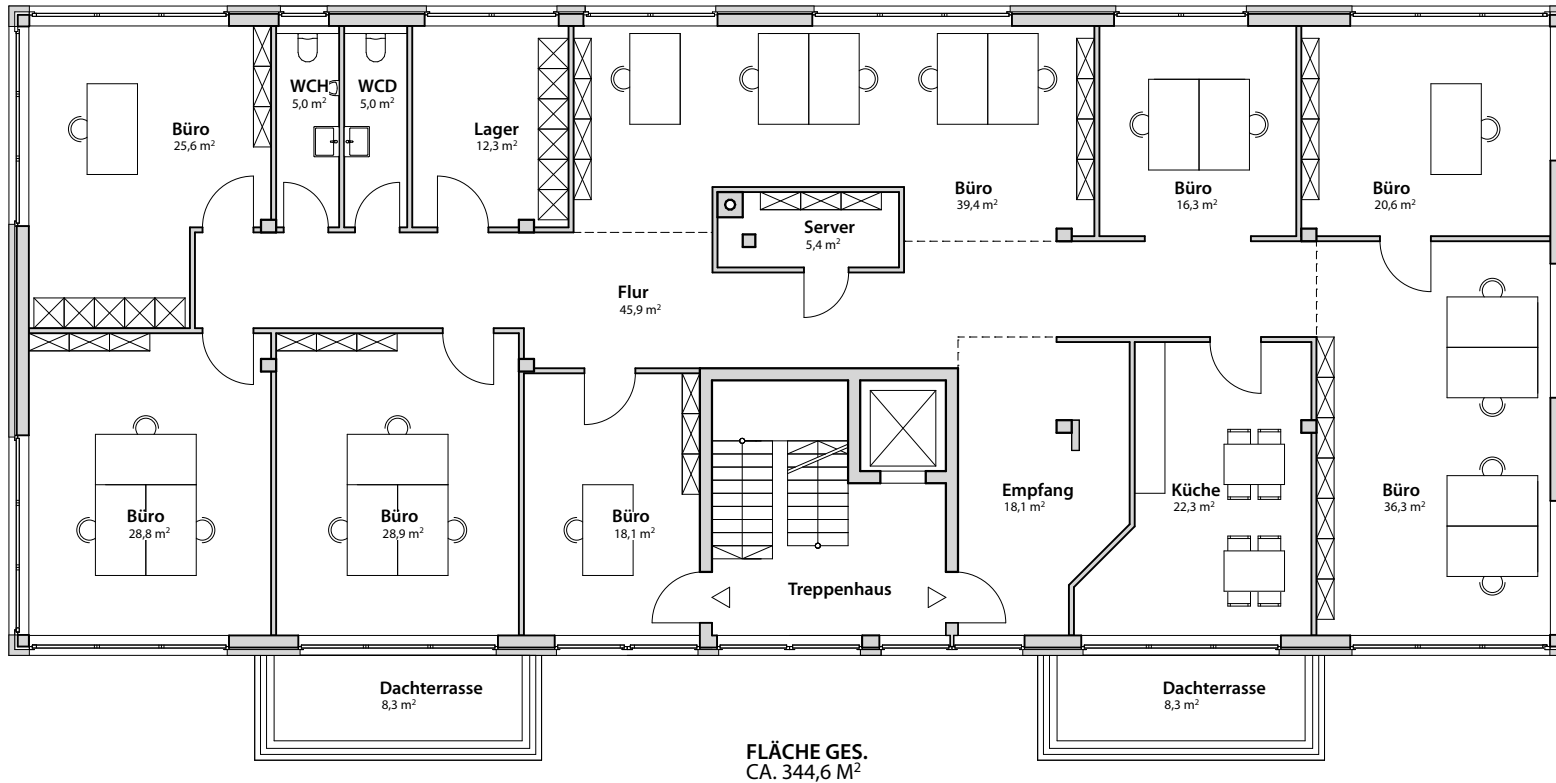 WCH
5,0 m²
WCD
5,0 m²
Büro
25,6 m²
Lager
12,3 m²
Büro
39,4 m²
Büro
16,3 m²
Büro
20,6 m²
Server
5,4 m²
Flur
45,9 m²
Büro
28,8 m²
Büro
28,9 m²
Büro
18,1 m²
Empfang
18,1 m²
Küche
22,3 m²
Büro
36,3 m²
Treppenhaus
Dachterrasse
8,3 m²
Dachterrasse
8,3 m²
FLÄCHE GES.
CA. 344,6 M²